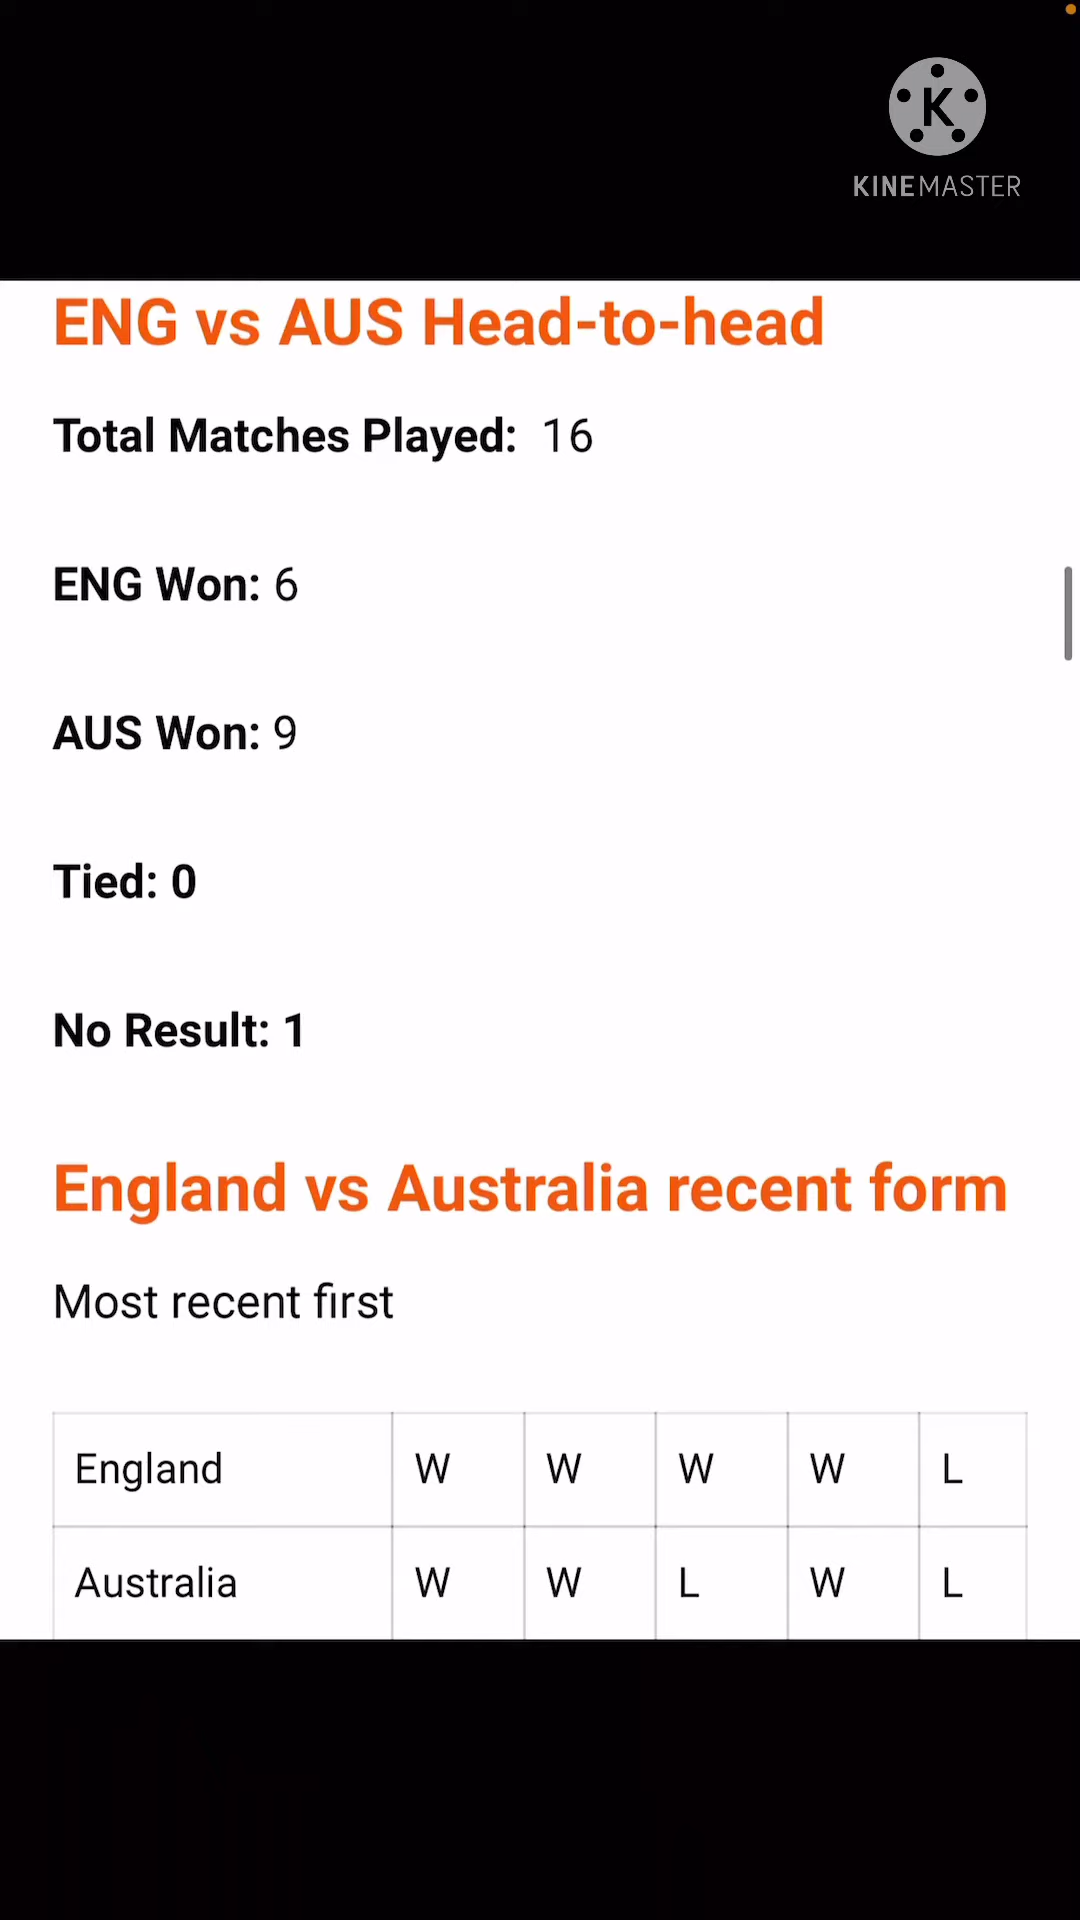 K
KINEMASTER
ENG vs AUS Head-to-head
Total Matches Played: 16
ENG Won: 6
AUS Won: 9
Tied: 0
No Result: 1
England vs Australia recent form
Most recent first
England W W W W L
Australia W W L W L